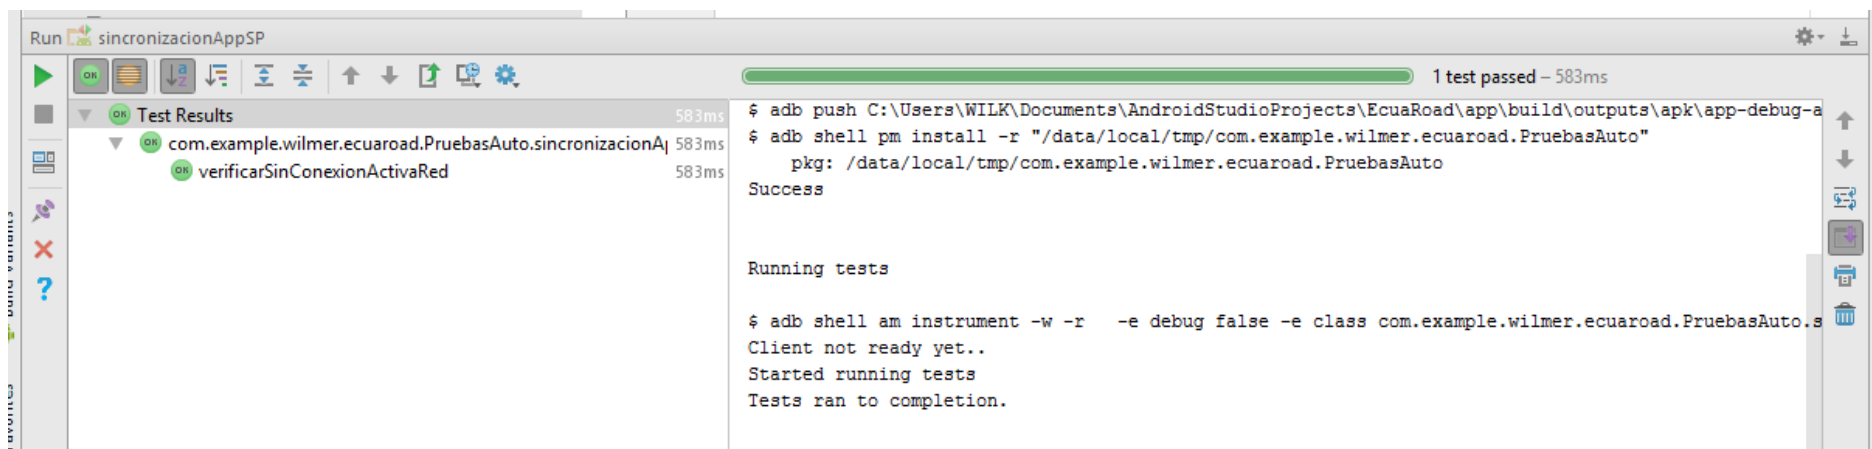 Run sincronizacionAppSP
1 test passed – 583ms
Test Results 583ms
com.example.wilmer.ecuaroad.PruebasAuto.sincronizacionA 583ms
verificarSinConexionActivaRed 583ms
$ adb push C:\Users\WILK\Documents\AndroidStudioProjects\EcuaRoad\app\build\outputs\apk\app-debug-a
$ adb shell pm install -r "/data/local/tmp/com.example.wilmer.ecuaroad.PruebasAuto"
pkg: /data/local/tmp/com.example.wilmer.ecuaroad.PruebasAuto
Success
Running tests
$ adb shell am instrument -w -r   -e debug false -e class com.example.wilmer.ecuaroad.PruebasAuto.s
Client not ready yet..
Started running tests
Tests ran to completion.